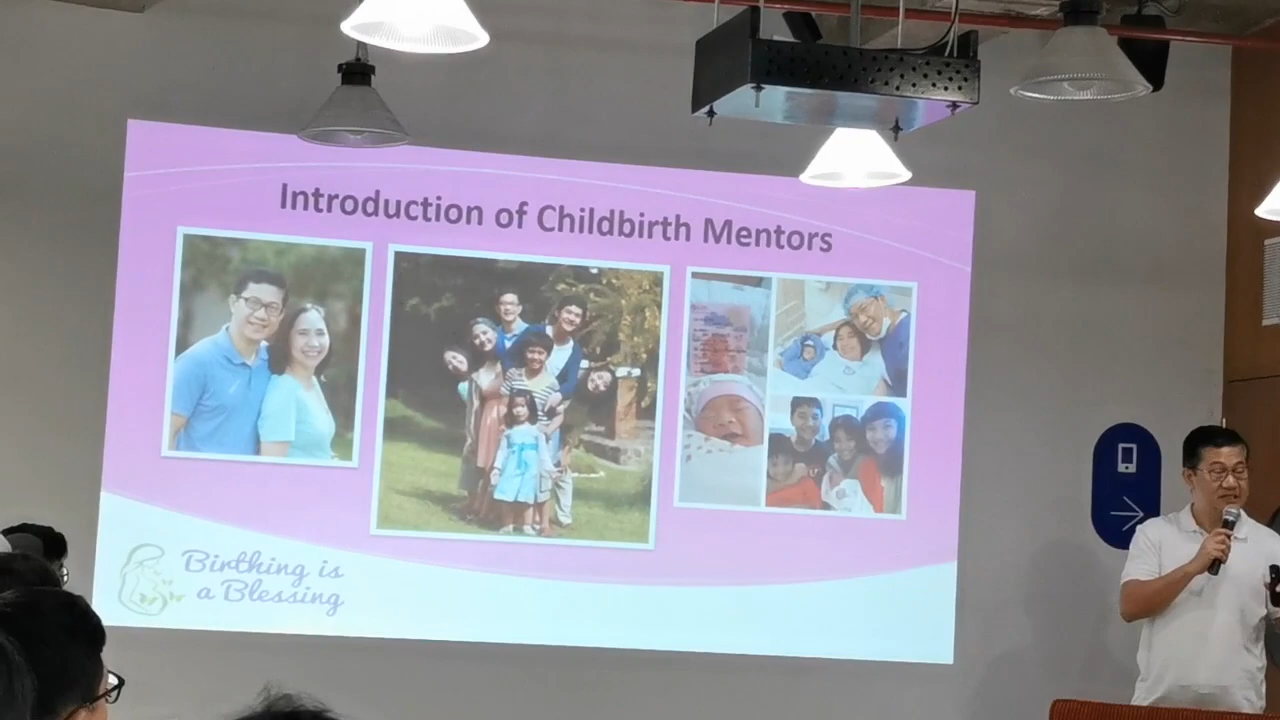 Introduction of Childbirth Mentors
Birthing is
a Blessing